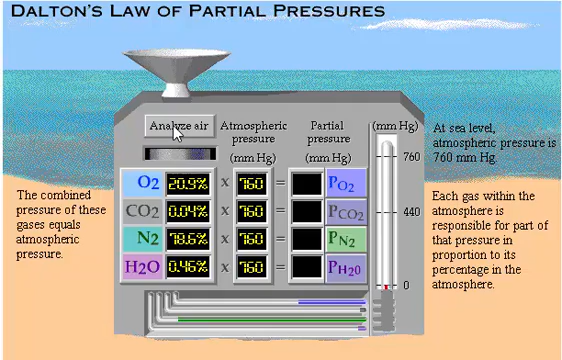 DALTON'S LAW OF PARTIAL PRESSURES
Analyze air
Atmospheric
pressure
(mm Hg)
Partial
pressure
(mm Hg)
(mm Hg)
O2 20.9% x 760 = PO2
CO2 0.04% x 760 = PCO2
N2 78.6% x 760 = PN2
H2O 0.46% x 760 = PH20
760
440
0
The combined
pressure of these
gases equals
atmospheric
pressure.
At sea level,
atmospheric pressure is
760 mm Hg.
Each gas within the
atmosphere is
responsible for part of
that pressure in
proportion to its
percentage in the
atmosphere.